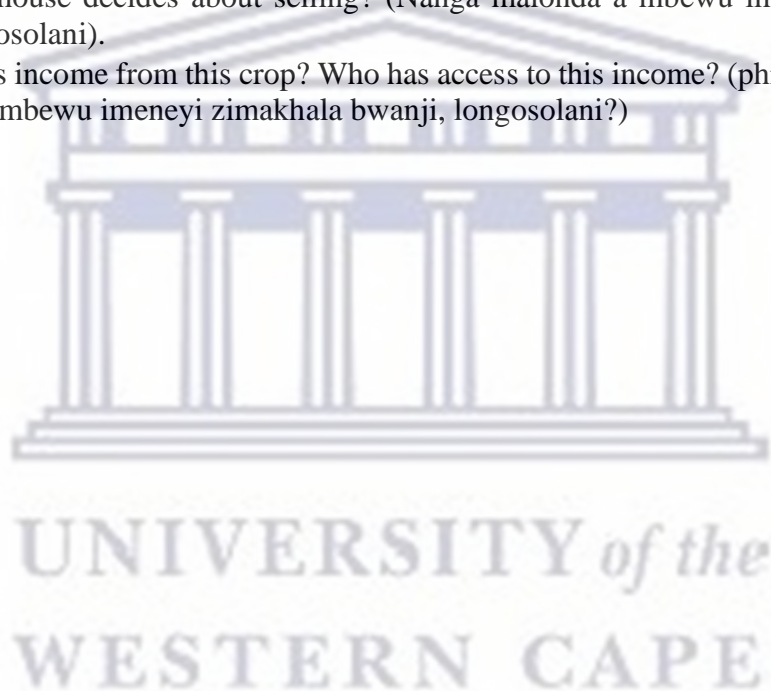 house decides about selling? (Nanga malonda a mbewu
osolani).
s income from this crop? Who has access to this income? (ph
mbewu imeneyi zimakhala bwanji, longosolani?)
UNIVERSITY of the
WESTERN CAPE